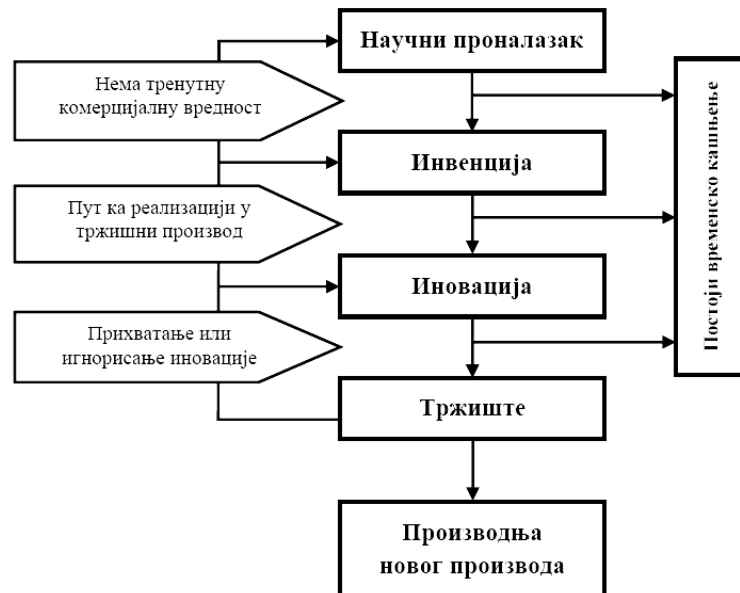 Научни проналазак
Нема тренутну
комерцијалну вредност
Инвенција
Пут ка реализацији у
тржишни производ
Иновација
Прихватање или
игнорисање иновације
Тржиште
Производња
новог производа
Постоји временско кашњење